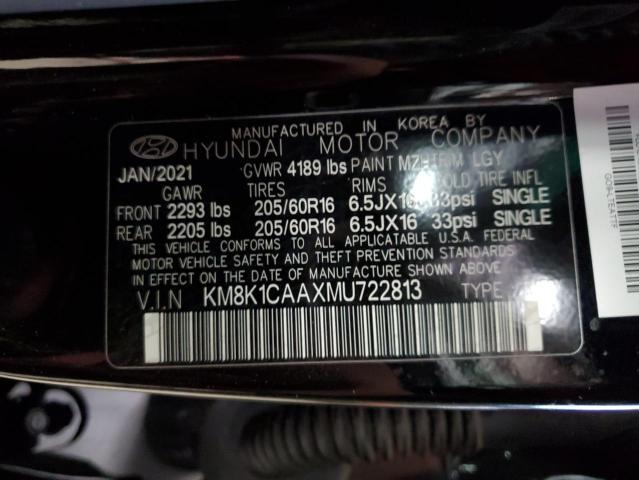 MANUFACTURED IN KOREA BY
HYUNDAI MOTOR COMPANY
JAN/2021 GVWR 4189 lbs PAINT TRIM LGY
GAWR TIRES RIMS COLD TIRE INFL
FRONT 2293 lbs 205/60R16 6.5JX16 33psi SINGLE
REAR 2205 lbs 205/60R16 6.5JX16 33psi SINGLE
THIS VEHICLE CONFORMS TO ALL APPLICABLE U.S.A. FEDERAL
MOTOR VEHICLE SAFETY AND THEFT PREVENTION STANDARDS
IN EFFECT ON THE DATE OF MANUFACTURE SHOWN ABOVE.
V.I.N KM8K1CAAXMU722813 TYPE